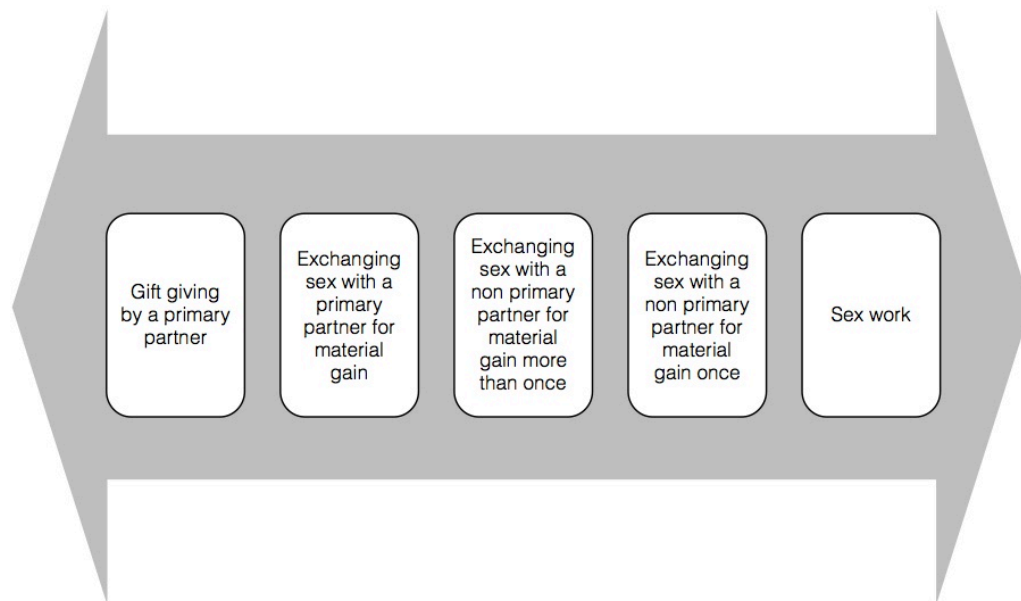 Gift giving
by a primary
partner
Exchanging
sex with a
primary
partner for
material
gain
Exchanging
sex with a
non primary
partner for
material
gain more
than once
Exchanging
sex with a
non primary
partner for
material
gain once
Sex work